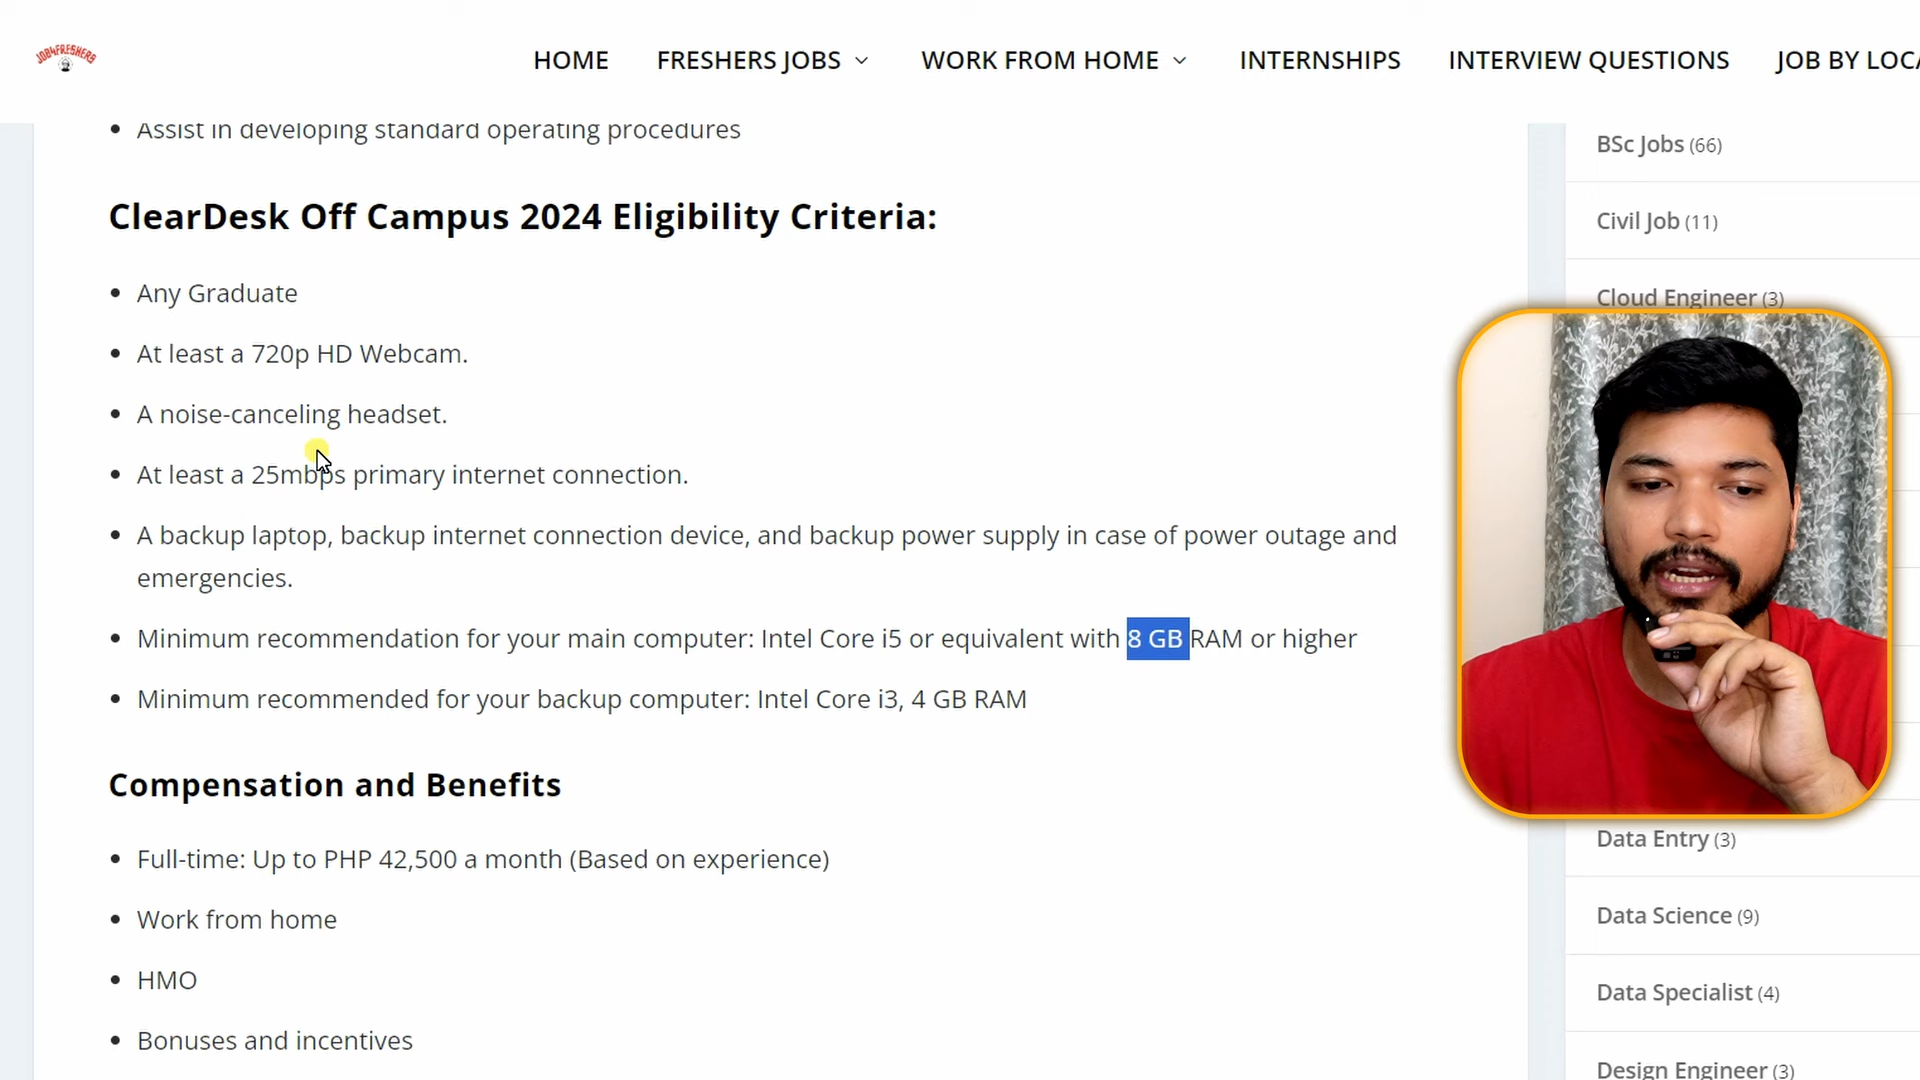 JOB4FRESHERS
HOME FRESHERS JOBS WORK FROM HOME INTERNSHIPS INTERVIEW QUESTIONS JOB BY LOCA
Assist in developing standard operating procedures
ClearDesk Off Campus 2024 Eligibility Criteria:
Any Graduate
At least a 720p HD Webcam.
A noise-canceling headset.
At least a 25mbps primary internet connection.
A backup laptop, backup internet connection device, and backup power supply in case of power outage and
emergencies.
Minimum recommendation for your main computer: Intel Core i5 or equivalent with 8 GB RAM or higher
Minimum recommended for your backup computer: Intel Core i3, 4 GB RAM
Compensation and Benefits
Full-time: Up to PHP 42,500 a month (Based on experience)
Work from home
HMO
Bonuses and incentives
BSc Jobs (66)
Civil Job (11)
Cloud Engineer (3)
Data Entry (3)
Data Science (9)
Data Specialist (4)
Design Engineer (3)